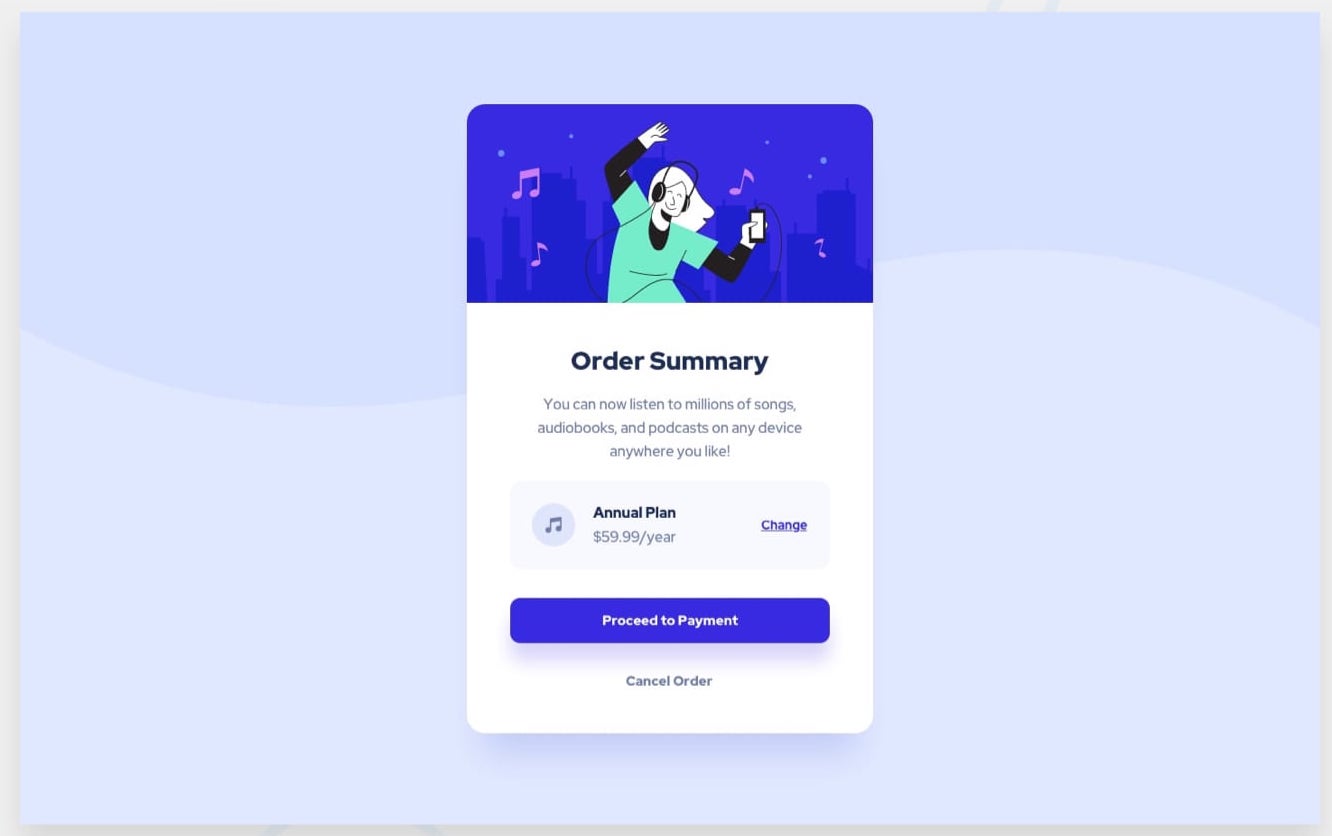 Order Summary
You can now listen to millions of songs,
audiobooks, and podcasts on any device
anywhere you like!
Annual Plan
$59.99/year
Change
Proceed to Payment
Cancel Order